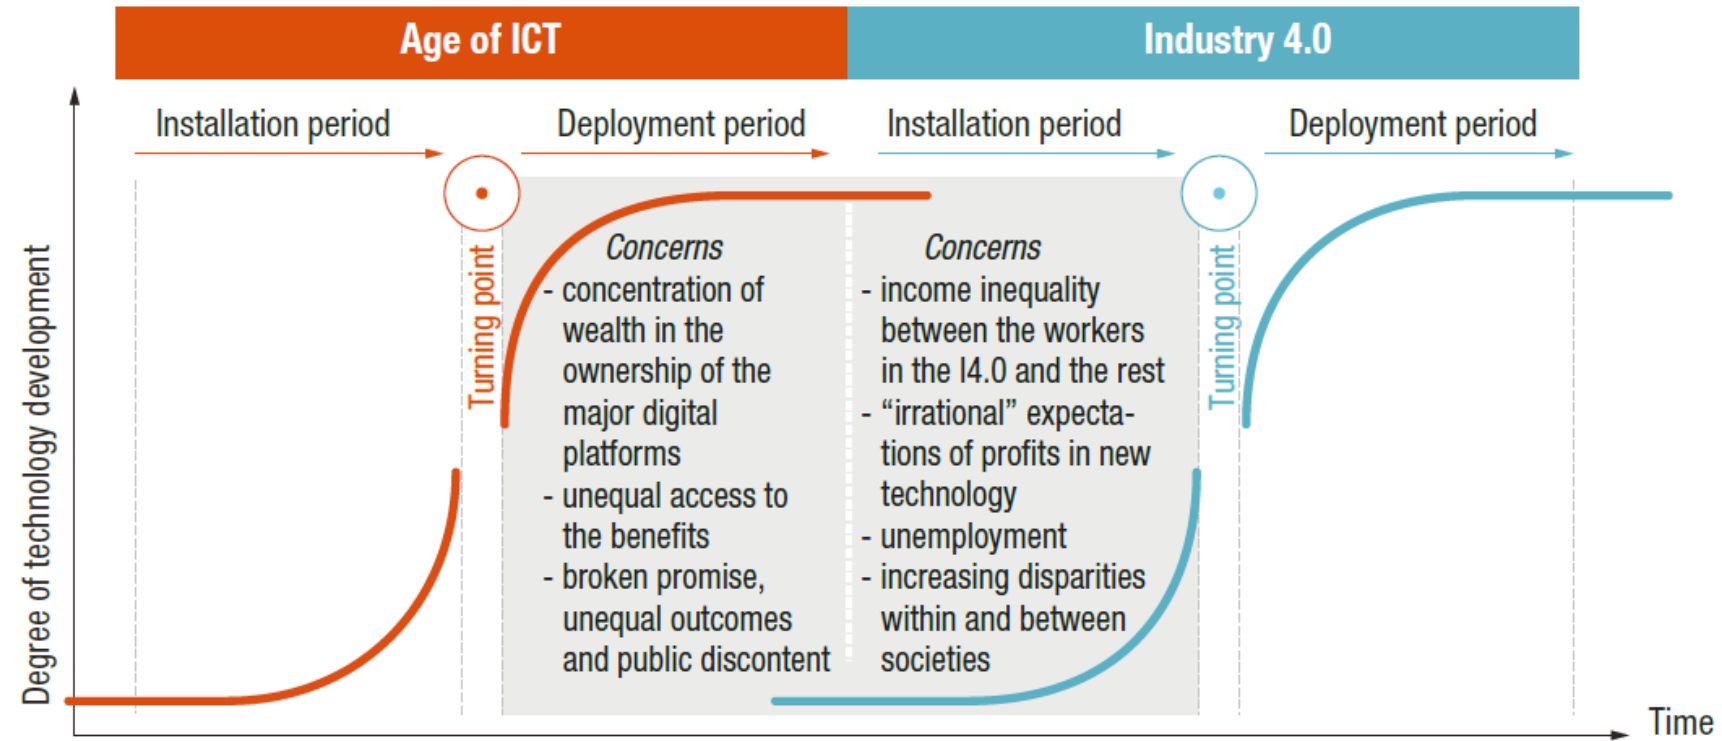 Age of ICT
Industry 4.0
Installation period
Deployment period
Installation period
Deployment period
Degree of technology development
Turning point
Concerns
- concentration of
wealth in the
ownership of the
major digital
platforms
- unequal access to
the benefits
- broken promise,
unequal outcomes
and public discontent
Concerns
- income inequality
between the workers
in the I4.0 and the rest
- “irrational” expecta-
tions of profits in new
technology
- unemployment
- increasing disparities
within and between
societies
Turning point
Time